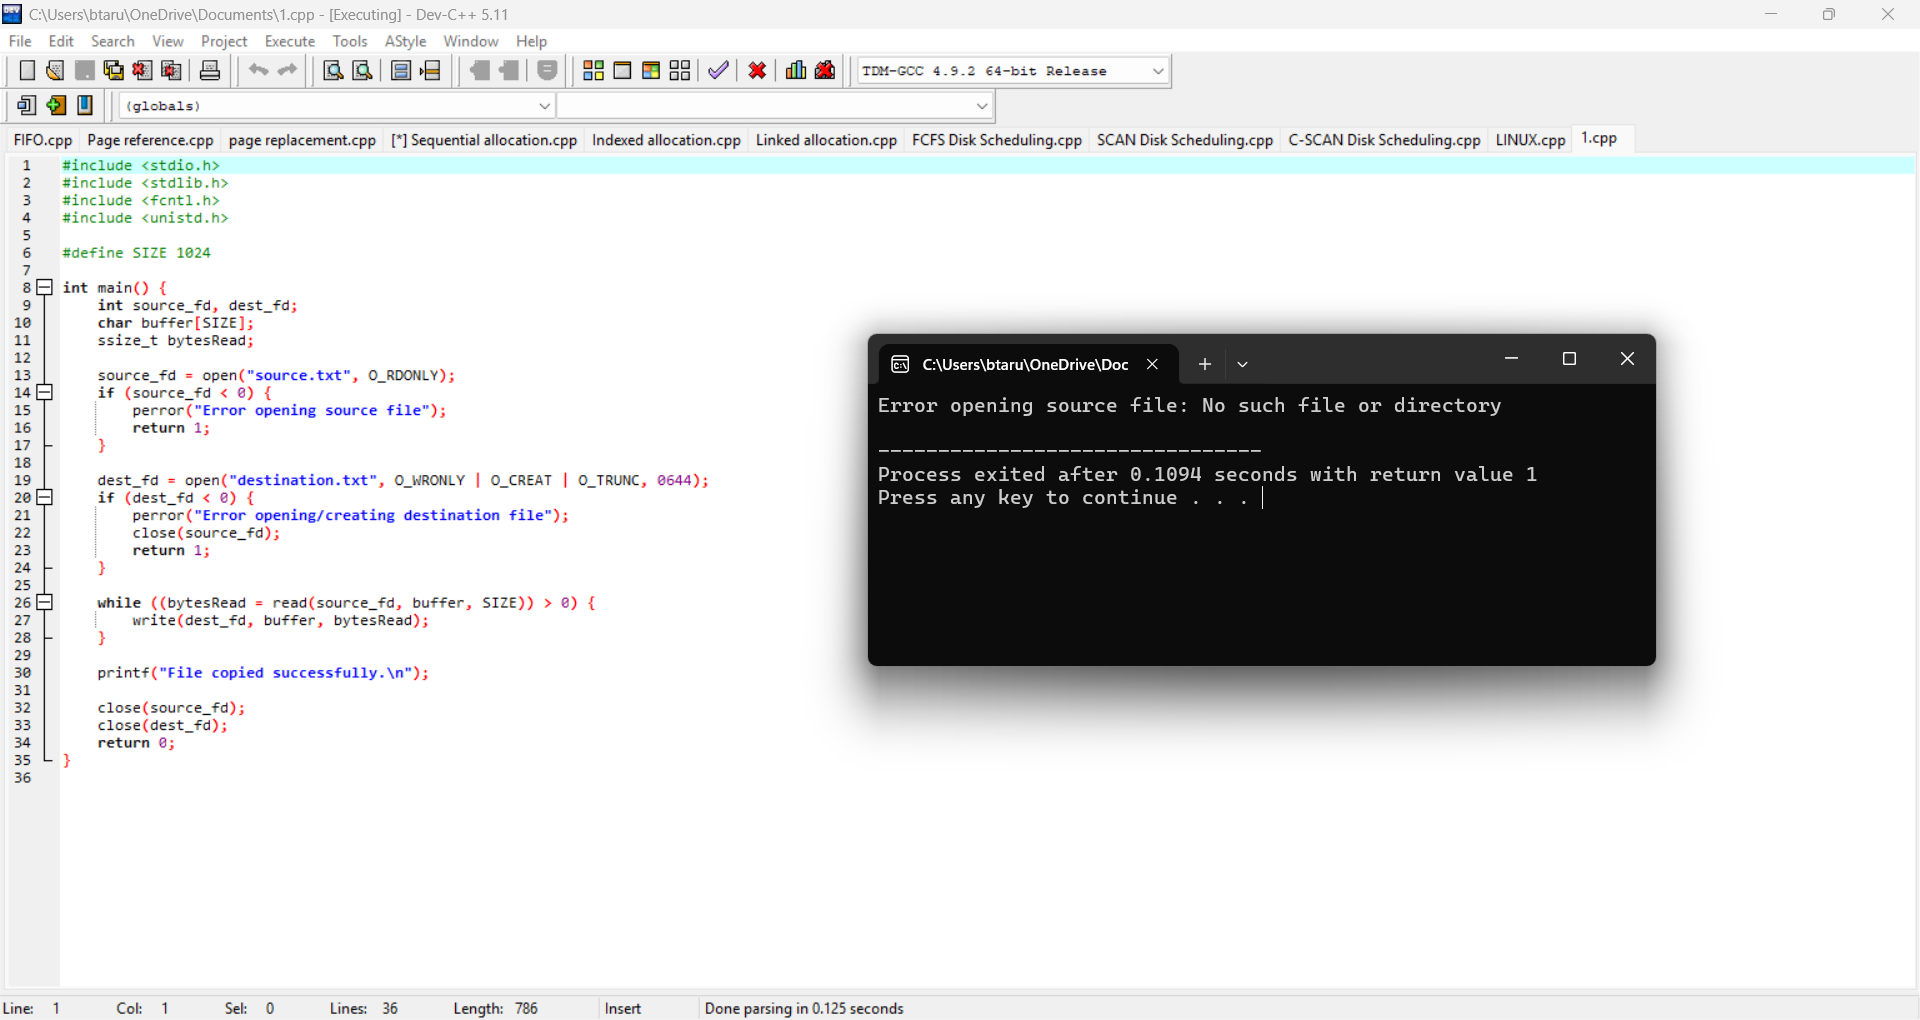 C:\Users\btaru\OneDrive\Documents\1.cpp - [Executing] - Dev-C++ 5.11
File Edit Search View Project Execute Tools AStyle Window Help
TDM-GCC 4.9.2 64-bit Release
(globals)
FIFO.cpp Page reference.cpp page replacement.cpp [*] Sequential allocation.cpp Indexed allocation.cpp Linked allocation.cpp FCFS Disk Scheduling.cpp SCAN Disk Scheduling.cpp C-SCAN Disk Scheduling.cpp LINUX.cpp 1.cpp
1 #include <stdio.h>
2 #include <stdlib.h>
3 #include <fcntl.h>
4 #include <unistd.h>
5
6 #define SIZE 1024
7
8 int main() {
9     int source_fd, dest_fd;
10     char buffer[SIZE];
11     ssize_t bytesRead;
12
13     source_fd = open("source.txt", O_RDONLY);
14     if (source_fd < 0) {
15         perror("Error opening source file");
16         return 1;
17     }
18
19     dest_fd = open("destination.txt", O_WRONLY | O_CREAT | O_TRUNC, 0644);
20     if (dest_fd < 0) {
21         perror("Error opening/creating destination file");
22         close(source_fd);
23         return 1;
24     }
25
26     while ((bytesRead = read(source_fd, buffer, SIZE)) > 0) {
27         write(dest_fd, buffer, bytesRead);
28     }
29
30     printf("File copied successfully.\n");
31
32     close(source_fd);
33     close(dest_fd);
34     return 0;
35 }
36
C:\Users\btaru\OneDrive\Doc
Error opening source file: No such file or directory
--------------------------------
Process exited after 0.1094 seconds with return value 1
Press any key to continue . . .
Line: 1 Col: 1 Sel: 0 Lines: 36 Length: 786 Insert Done parsing in 0.125 seconds